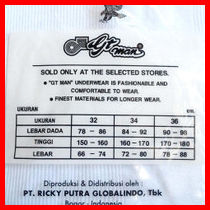 gt man
SOLD ONLY AT THE SELECTED STORES.
• "GT MAN" UNDERWEAR IS FASHIONABLE AND
COMFORTABLE TO WEAR.
• FINEST MATERIALS FOR LONGER WEAR.
UKURAN cm.
UKURAN 32 34 36
LEBAR DADA 78 - 86 84 - 92 90 - 98
TINGGI 150 - 160 160 - 170 170 - 180
LEBAR 66 - 74 72 - 80 78 - 88
Diproduksi & Didistribusi oleh :
PT. RICKY PUTRA GLOBALINDO, Tbk
Bogor - Indonesia